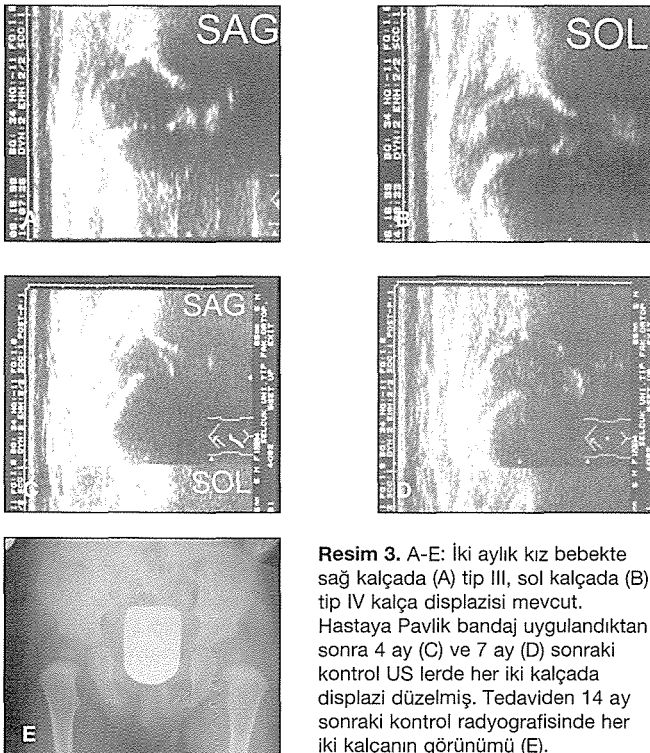 SAG
SOL
A
B
SAG
SOL
D
E
Resim 3. A-E: İki aylık kız bebekte
sağ kalçada (A) tip III, sol kalçada (B)
tip IV kalça displazisi mevcut.
Hastaya Pavlik bandaj uygulandıktan
sonra 4 ay (C) ve 7 ay (D) sonraki
kontrol US lerde her iki kalçada
displazi düzelmiş. Tedaviden 14 ay
sonraki kontrol radyografisinde her
iki kalçanın görünümü (E).